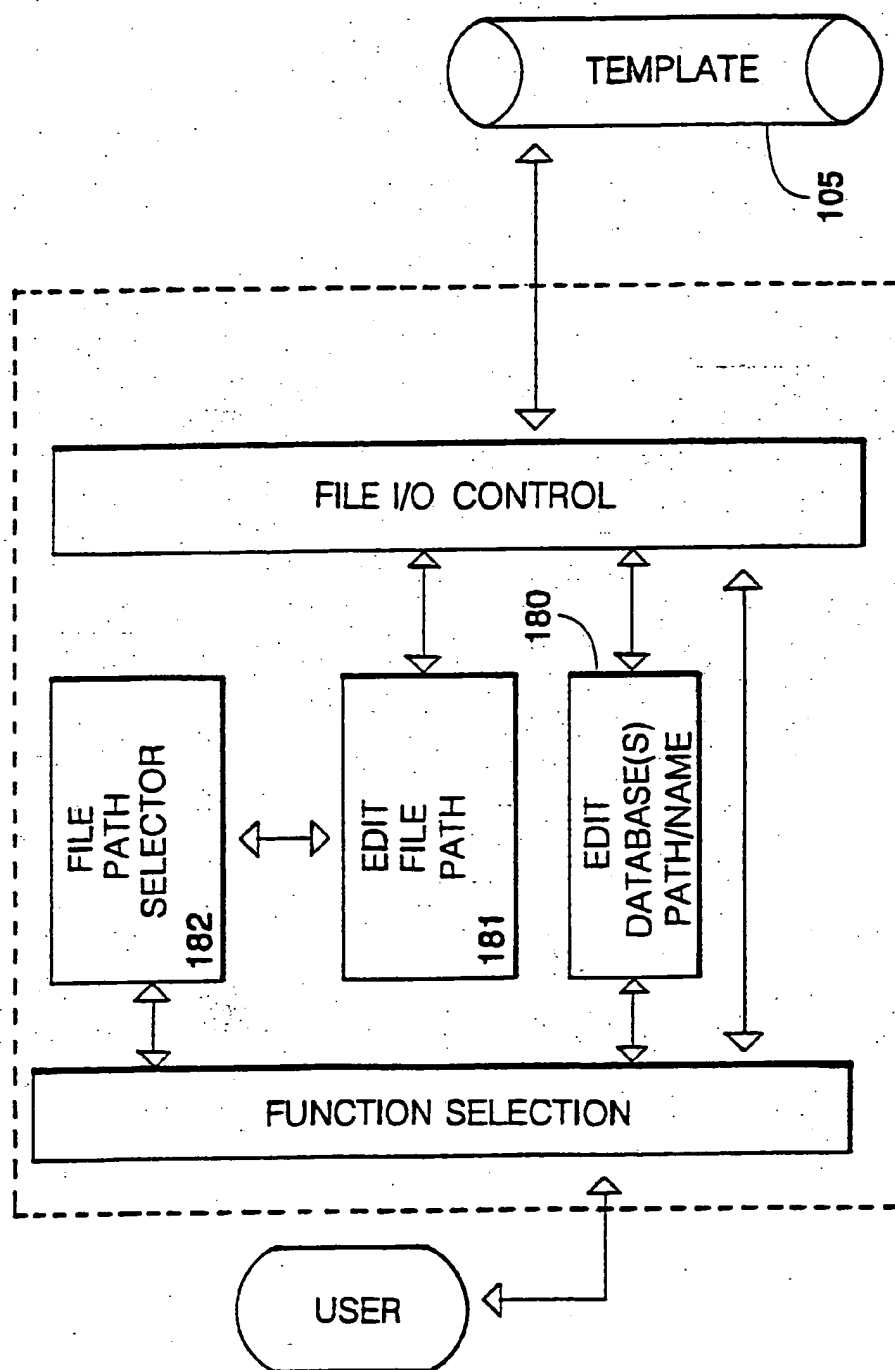 TEMPLATE
105
FILE I/O CONTROL
FILE
PATH
SELECTOR
182
EDIT
FILE
PATH
181
180
EDIT
DATABASE(S)
PATH/NAME
FUNCTION SELECTION
USER